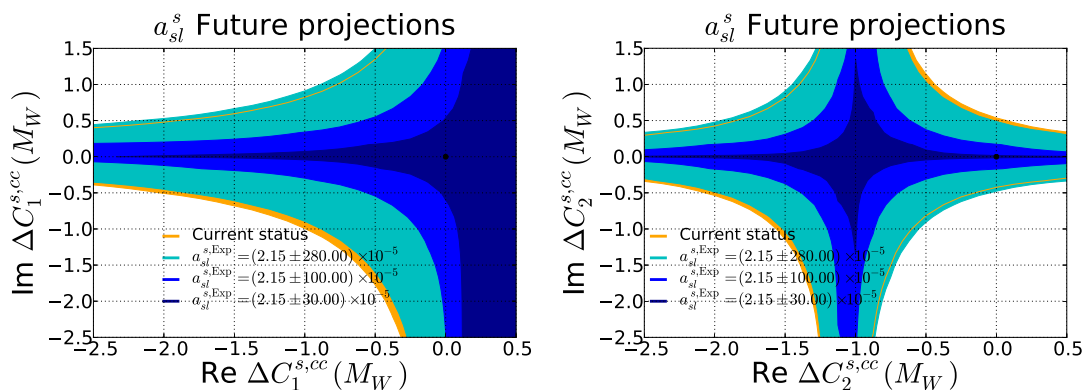 a_{sl}^{s} Future projections
Im ΔC_1^{s,cc} (M_W)
1.5
1.0
0.5
0.0
−0.5
−1.0
−1.5
−2.0
−2.5
Current status
a_{sl}^{s,Exp} = (2.15 ± 280.00) × 10^{-5}
a_{sl}^{s,Exp} = (2.15 ± 100.00) × 10^{-5}
a_{sl}^{s,Exp} = (2.15 ± 30.00) × 10^{-5}
−2.5 −2.0 −1.5 −1.0 −0.5 0.0 0.5
Re ΔC_1^{s,cc} (M_W)
a_{sl}^{s} Future projections
Im ΔC_2^{s,cc} (M_W)
1.5
1.0
0.5
0.0
−0.5
−1.0
−1.5
−2.0
−2.5
Current status
a_{sl}^{s,Exp} = (2.15 ± 280.00) × 10^{-5}
a_{sl}^{s,Exp} = (2.15 ± 100.00) × 10^{-5}
a_{sl}^{s,Exp} = (2.15 ± 30.00) × 10^{-5}
−2.5 −2.0 −1.5 −1.0 −0.5 0.0 0.5
Re ΔC_2^{s,cc} (M_W)